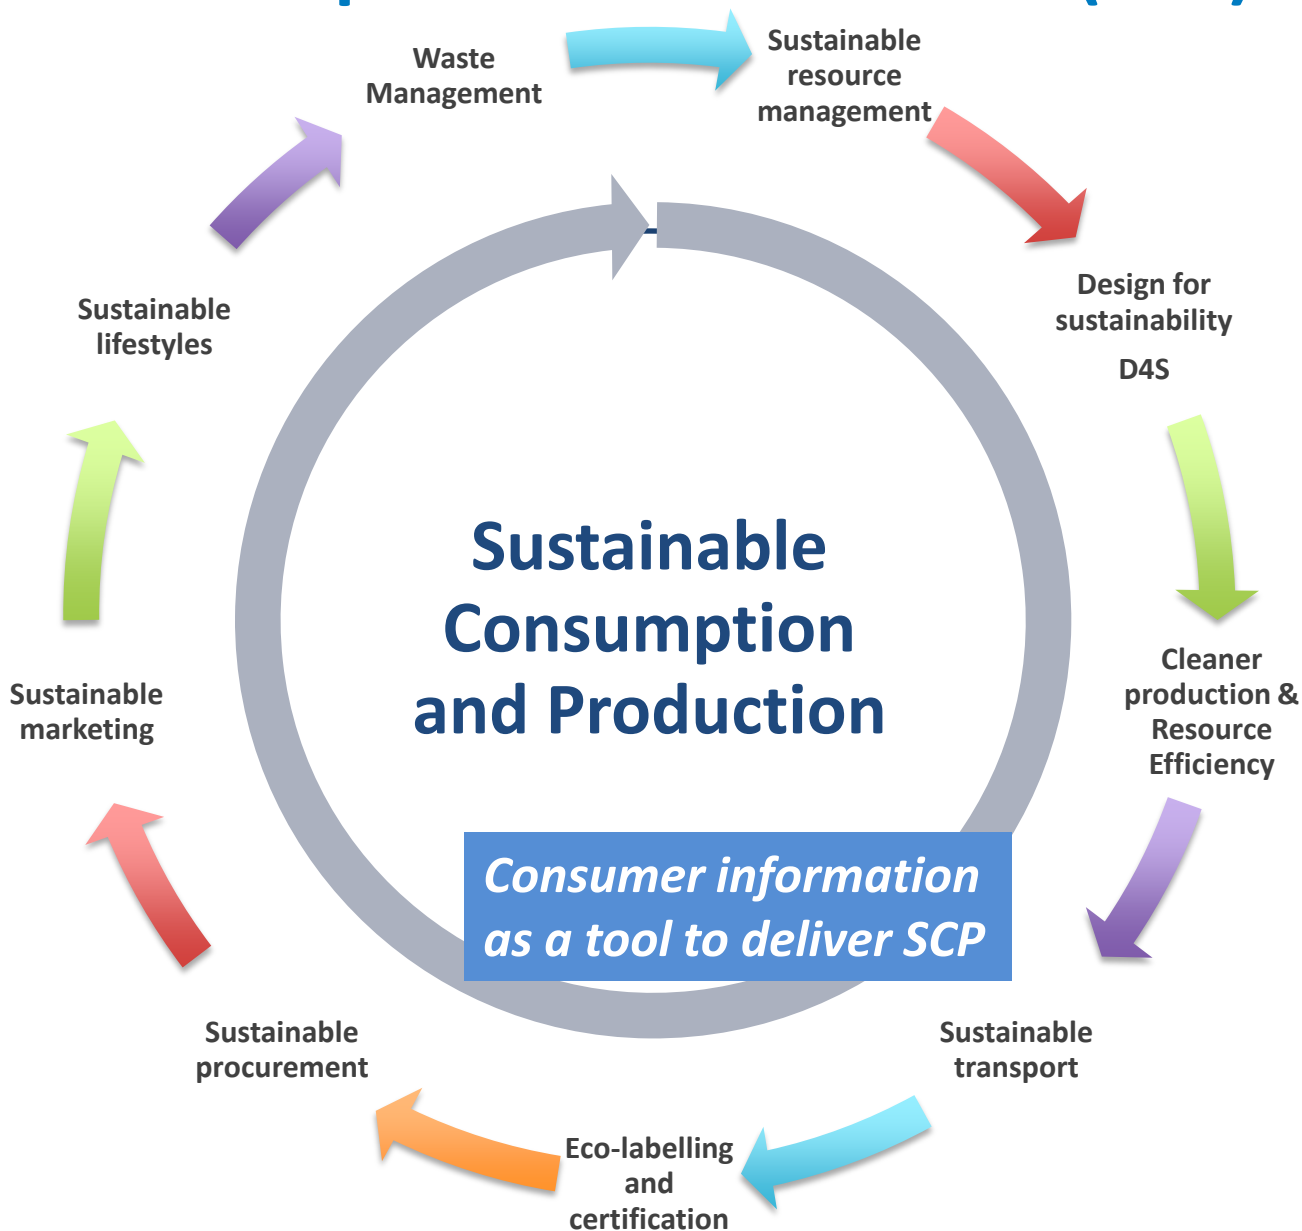 Waste
Management
Sustainable
resource
management
Design for
sustainability
D4S
Cleaner
production &
Resource
Efficiency
Sustainable
transport
Eco-labelling
and
certification
Sustainable
procurement
Sustainable
marketing
Sustainable
lifestyles
Sustainable
Consumption
and Production
Consumer information
as a tool to deliver SCP